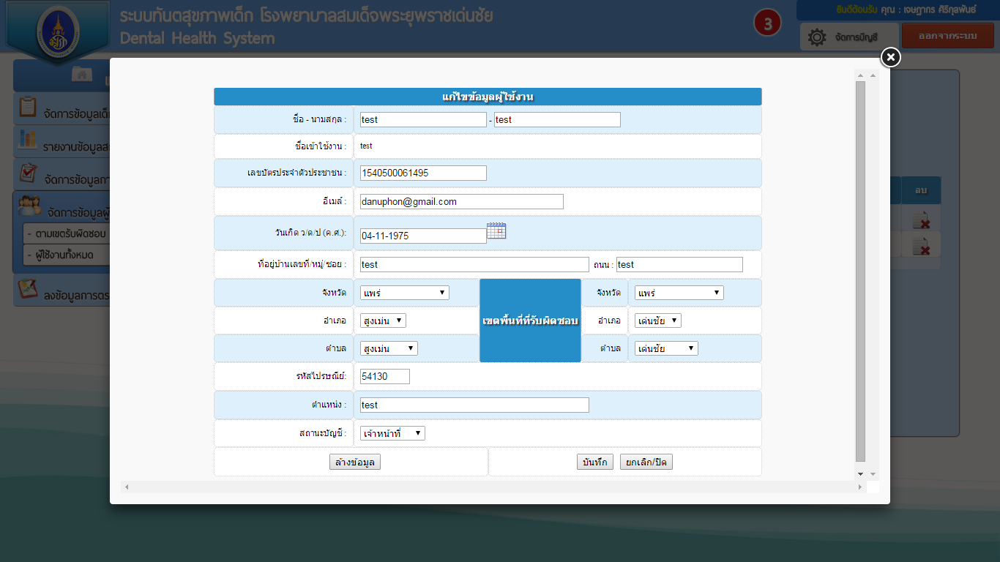 ระบบทันตสุขภาพเด็ก โรงพยาบาลสมเด็จพระยุพราชเด่นชัย
Dental Health System
3
ยินดีต้อนรับ คุณ : เจษฎากร ศิริกุลพันธ์
จัดการบัญชี
ออกจากระบบ
จัดการข้อมูลเด็
รายงานข้อมูลส
จัดการข้อมูลกา
จัดการข้อมูลผู้
- ตามเขตรับผิดชอบ
- ผู้ใช้งานทั้งหมด
ลงข้อมูลการตร
ลบ
แก้ไขข้อมูลผู้ใช้งาน
ชื่อ - นามสกุล : test - test
ชื่อเข้าใช้งาน : test
เลขบัตรประจำตัวประชาชน : 1540500061495
อีเมล์ : danuphon@gmail.com
วันเกิด ว/ด/ป (ค.ศ.): 04-11-1975
ที่อยู่บ้านเลขที่/หมู่/ซอย : test ถนน : test
จังหวัด แพร่ จังหวัด แพร่
อำเภอ สูงเม่น เขตพื้นที่ที่รับผิดชอบ อำเภอ เด่นชัย
ตำบล สูงเม่น ตำบล เด่นชัย
รหัสไปรษณีย์: 54130
ตำแหน่ง : test
สถานะบัญชี : เจ้าหน้าที่
ล้างข้อมูล บันทึก ยกเลิก/ปิด